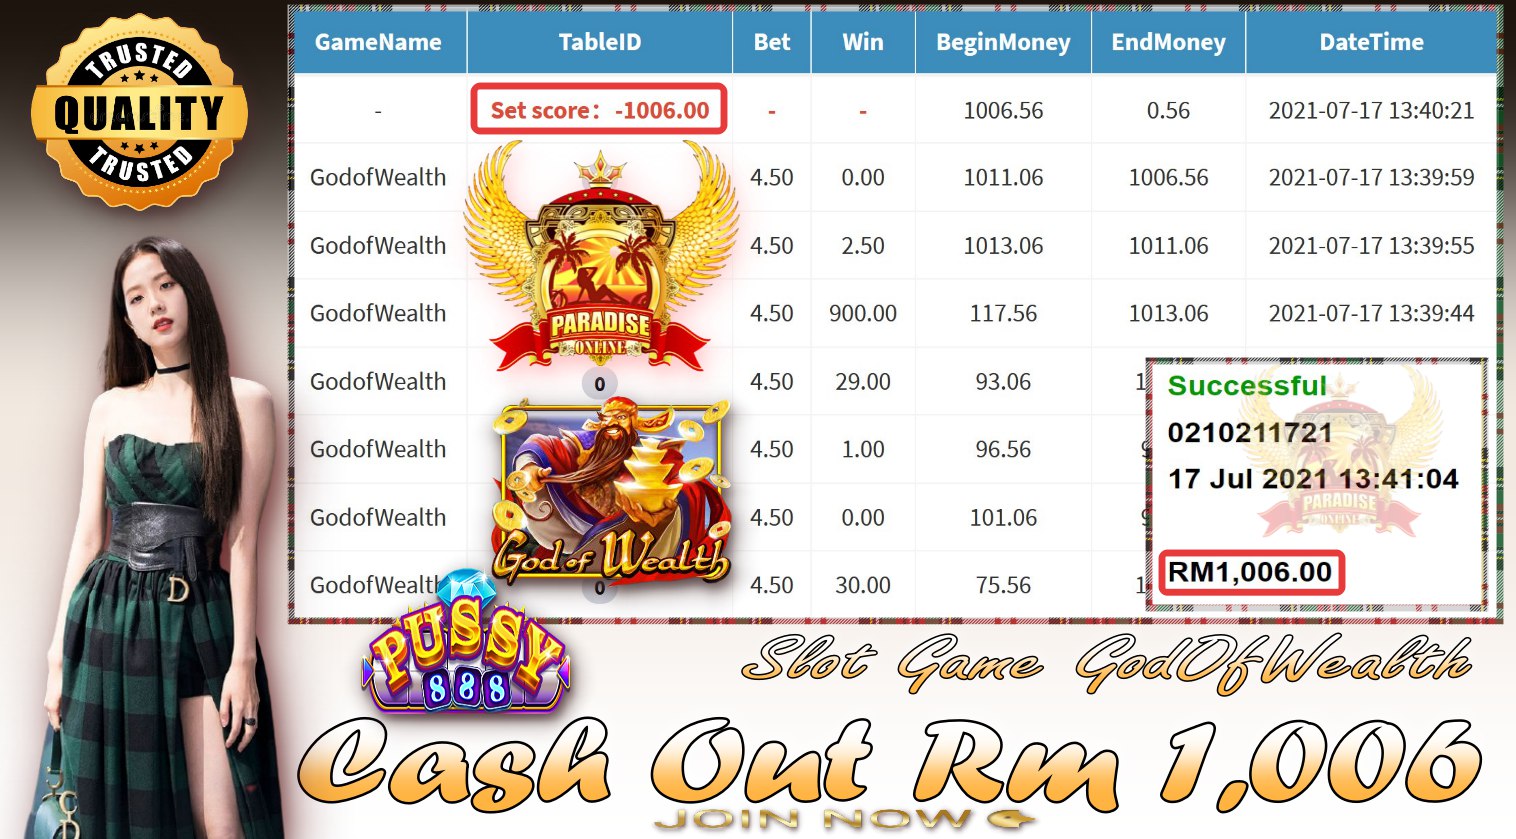 TRUSTED
QUALITY
TRUSTED
GameName TableID Bet Win BeginMoney EndMoney DateTime
- Set score: -1006.00 - - 1006.56 0.56 2021-07-17 13:40:21
GodofWealth 4.50 0.00 1011.06 1006.56 2021-07-17 13:39:59
GodofWealth 4.50 2.50 1013.06 1011.06 2021-07-17 13:39:55
GodofWealth 4.50 900.00 117.56 1013.06 2021-07-17 13:39:44
PARADISE
ONLINE
GodofWealth 0 4.50 29.00 93.06
GodofWealth 4.50 1.00 96.56
GodofWealth 4.50 0.00 101.06
GodofWealth 0 4.50 30.00 75.56
God of Wealth
Successful
0210211721
17 Jul 2021 13:41:04
PARADISE
ONLINE
RM1,006.00
PUSSY
888
D
Slot Game GodOfWealth
Cash Out Rm 1,006
JOIN NOW